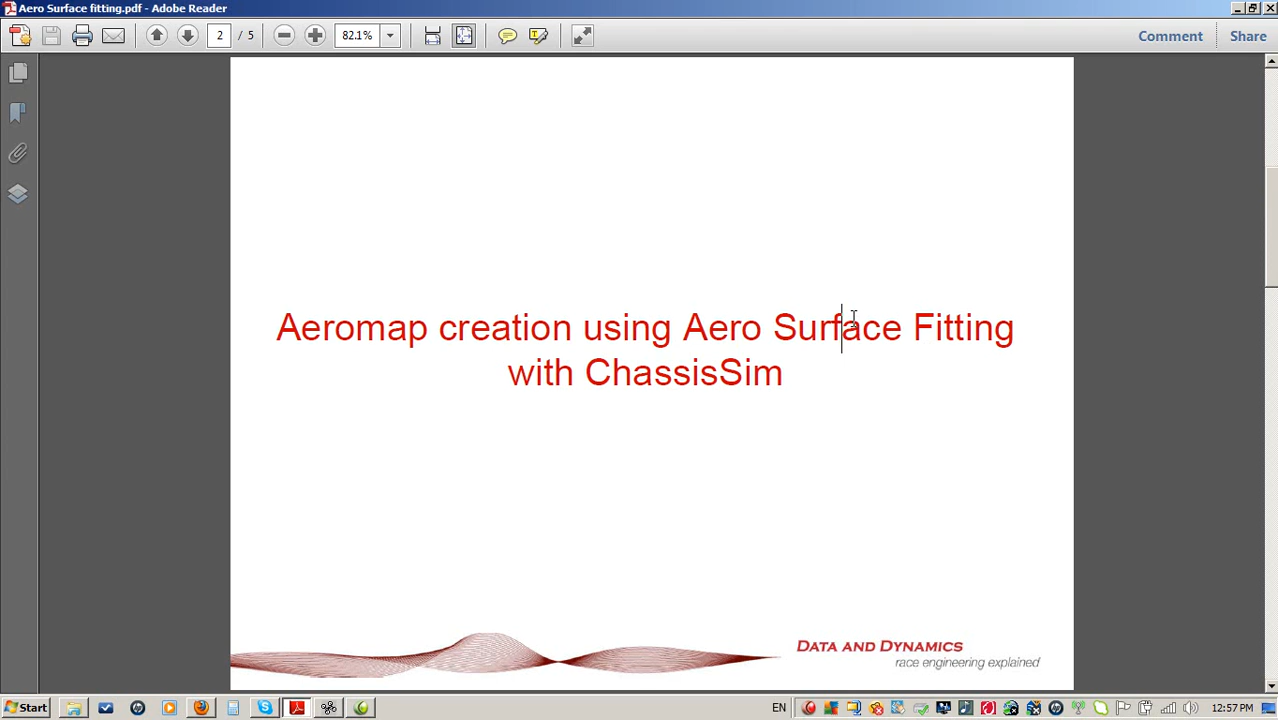 Aero Surface fitting.pdf - Adobe Reader
2 / 5 82.1% Comment Share
Aeromap creation using Aero Surface Fitting
with ChassisSim
DATA AND DYNAMICS
race engineering explained
Start EN 12:57 PM